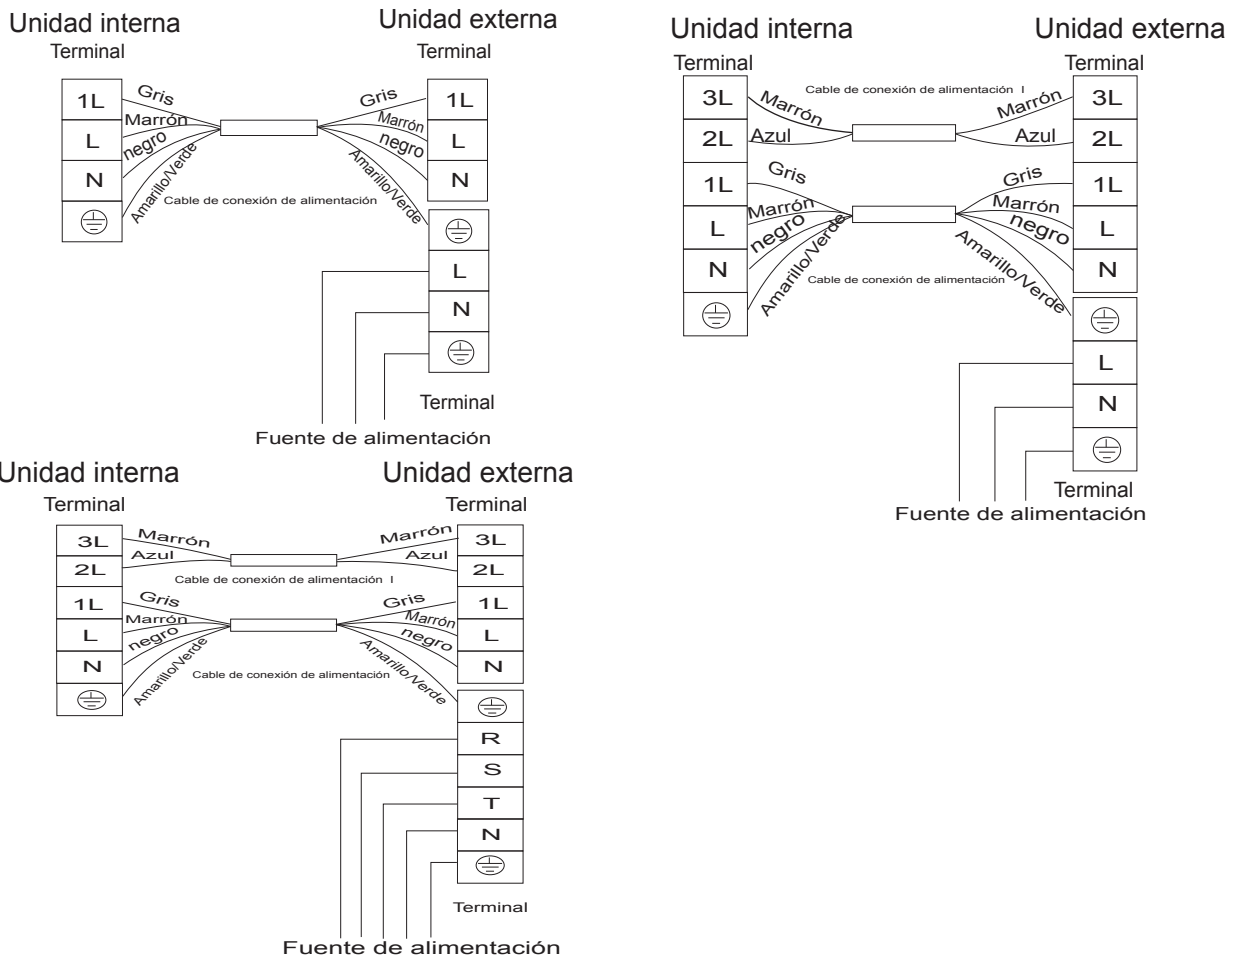 Unidad interna
Unidad externa
Terminal
Terminal
1L
Gris
Gris
1L
L
Marrón
Marrón
L
N
negro
negro
N
Amarillo/Verde
Amarillo/Verde
Cable de conexión de alimentación
L
N
Terminal
Fuente de alimentación
Unidad interna
Unidad externa
Terminal
Terminal
Cable de conexión de alimentación I
3L
Marrón
Marrón
3L
2L
Azul
Azul
2L
1L
Gris
Gris
1L
L
Marrón
Marrón
L
N
negro
negro
N
Amarillo/Verde
Amarillo/Verde
Cable de conexión de alimentación
L
N
Terminal
Fuente de alimentación
Unidad interna
Unidad externa
Terminal
Terminal
3L
Marrón
Marrón
3L
2L
Azul
Azul
2L
Cable de conexión de alimentación I
1L
Gris
Gris
1L
L
Marrón
Marrón
L
N
negro
negro
N
Amarillo/Verde
Amarillo/Verde
Cable de conexión de alimentación
R
S
T
N
Terminal
Fuente de alimentación